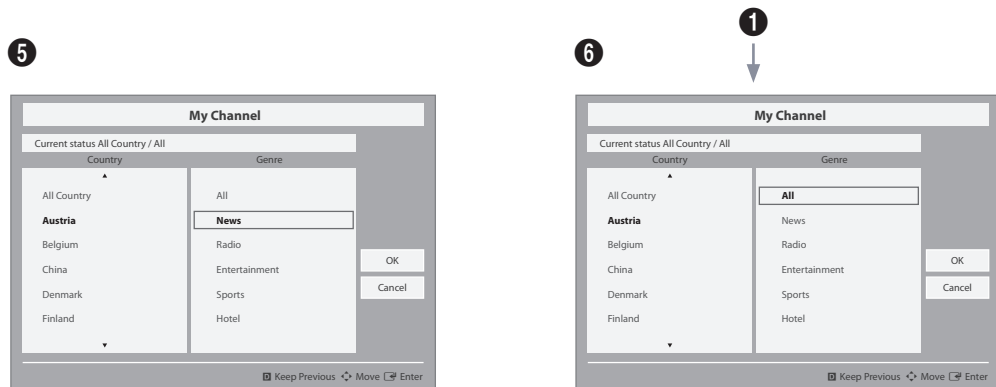 ❶
❺
❻
My Channel
Current status All Country / All
Country Genre
All Country All
Austria News
Belgium Radio
China Entertainment
Denmark Sports
Finland Hotel
OK
Cancel
D Keep Previous Move Enter
My Channel
Current status All Country / All
Country Genre
All Country All
Austria News
Belgium Radio
China Entertainment
Denmark Sports
Finland Hotel
OK
Cancel
D Keep Previous Move Enter